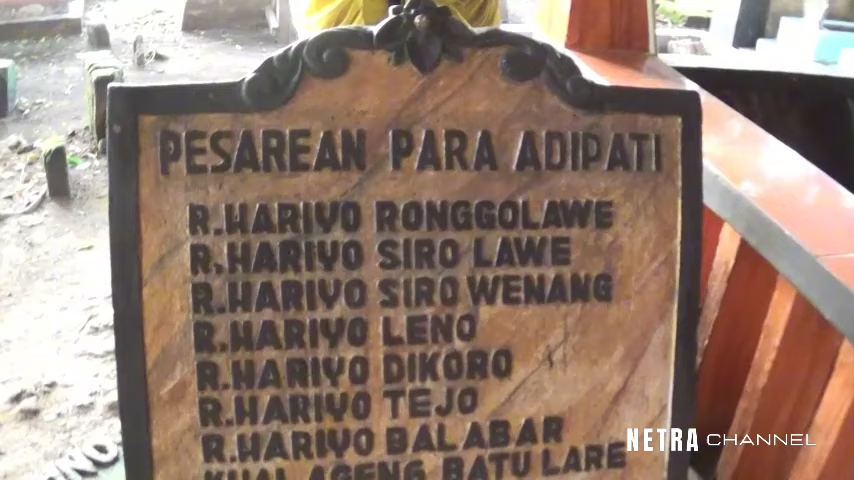 PESAREAN PARA ADIPATI
R.HARIYO RONGGOLAWE
R.HARIYO SIRO LAWE
R.HARIYO SIRO WENANG
R.HARIYO LENO
R.HARIYO DIKORO
R.HARIYO TEJO
R.HARIYO BALABAR
AGENG BATU LARE
NETRA CHANNEL